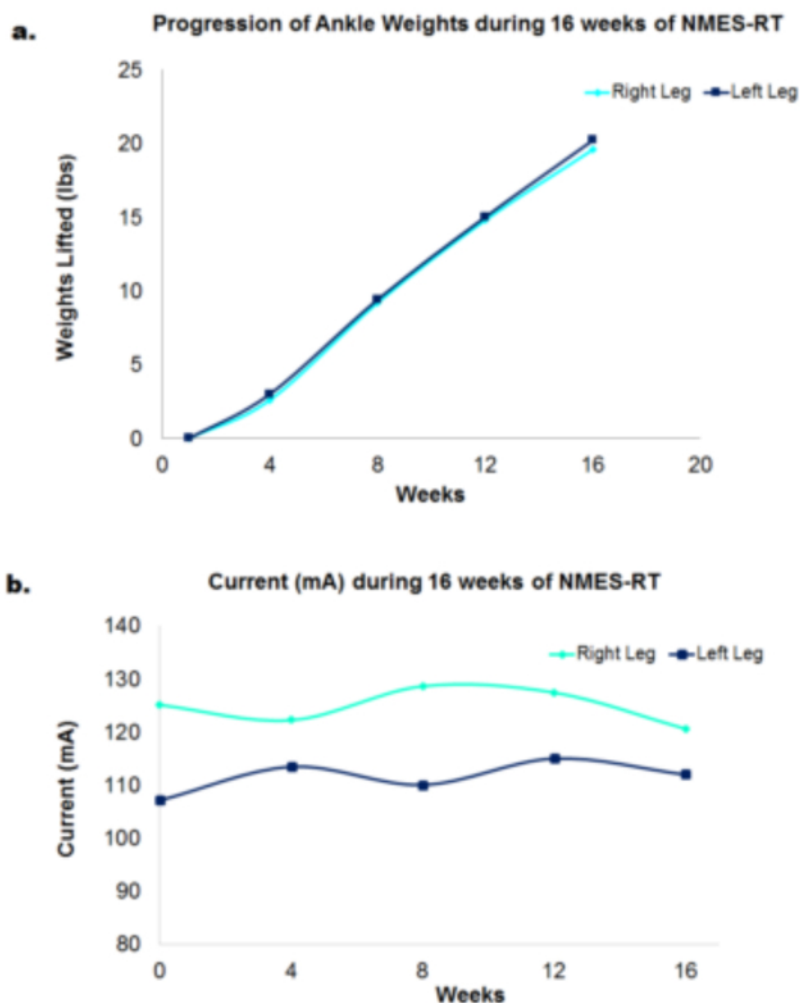 a.
Progression of Ankle Weights during 16 weeks of NMES-RT
Right Leg Left Leg
Weights Lifted (lbs)
25
20
15
10
5
0
0 4 8 12 16 20
Weeks
b.
Current (mA) during 16 weeks of NMES-RT
Right Leg Left Leg
Current (mA)
140
130
120
110
100
90
80
0 4 8 12 16
Weeks